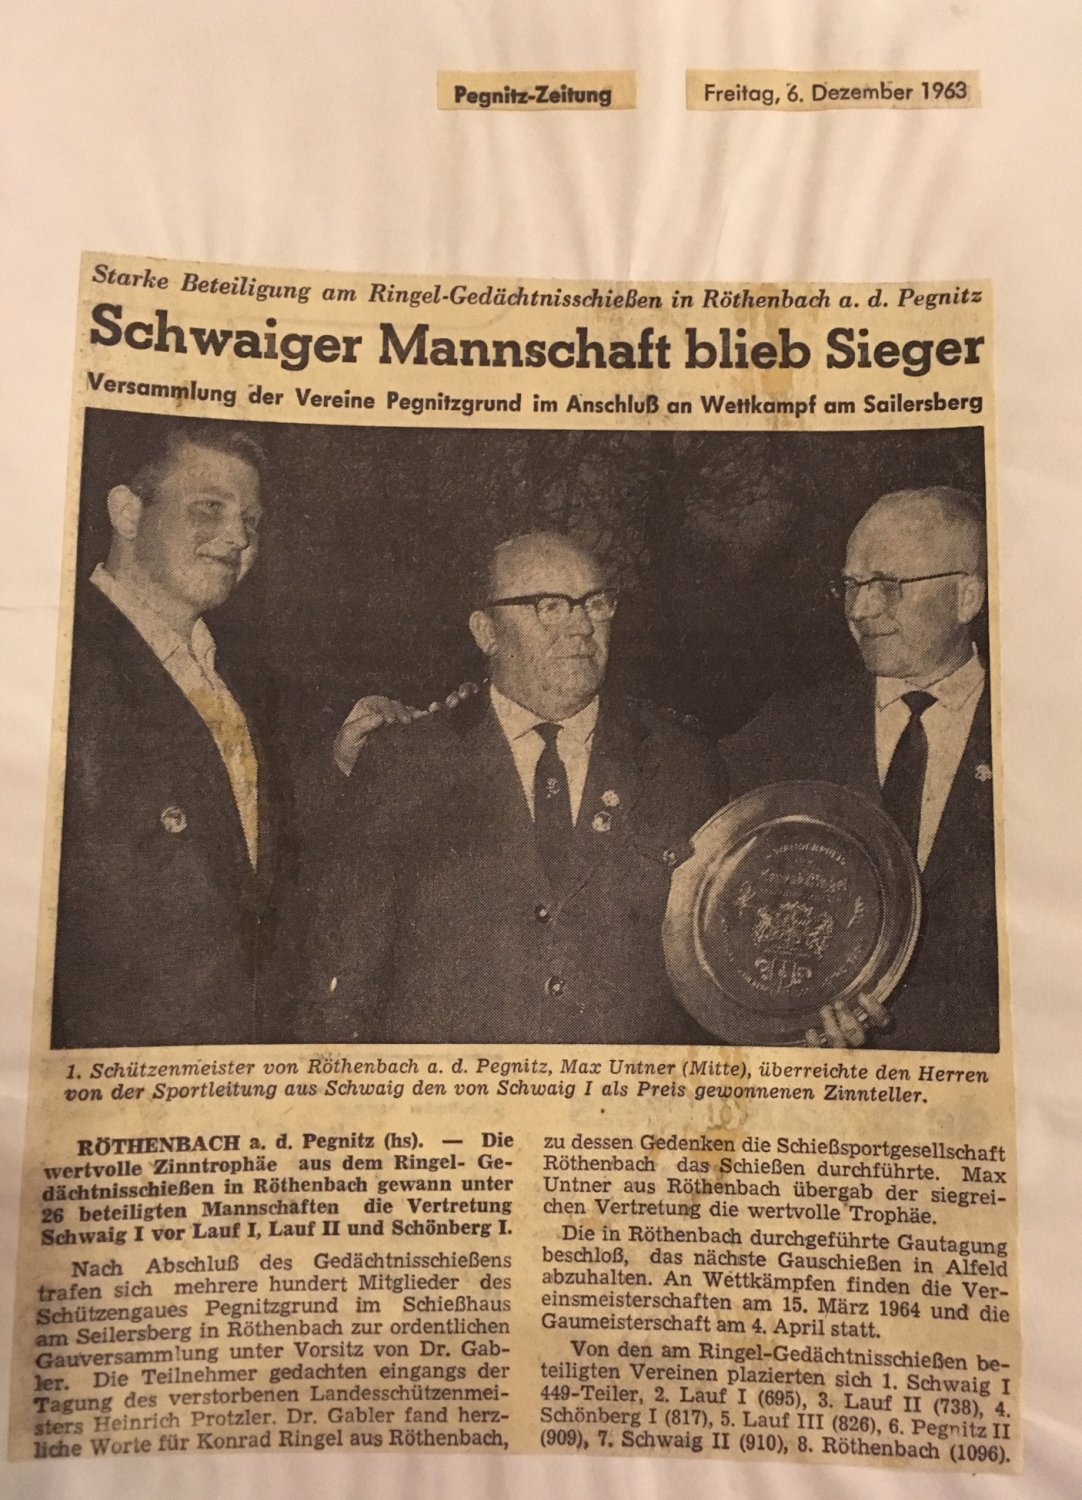 Pegnitz-Zeitung
Freitag, 6. Dezember 1963
Starke Beteiligung am Ringel-Gedächtnisschießen in Röthenbach a. d. Pegnitz
Schwaiger Mannschaft blieb Sieger
Versammlung der Vereine Pegnitzgrund im Anschluß an Wettkampf am Sailersberg
Konrad Ringel
1. Schützenmeister von Röthenbach a. d. Pegnitz, Max Untner (Mitte), überreichte den Herren
von der Sportleitung aus Schwaig den von Schwaig I als Preis gewonnenen Zinnteller.
RÖTHENBACH a. d. Pegnitz (hs). — Die
wertvolle Zinntrophäe aus dem Ringel- Ge-
dächtnisschießen in Röthenbach gewann unter
26 beteiligten Mannschaften die Vertretung
Schwaig I vor Lauf I, Lauf II und Schönberg I.
Nach Abschluß des Gedächtnisschießens
trafen sich mehrere hundert Mitglieder des
Schützengaues Pegnitzgrund im Schießhaus
am Seilersberg in Röthenbach zur ordentlichen
Gauversammlung unter Vorsitz von Dr. Gab-
ler. Die Teilnehmer gedachten eingangs der
Tagung des verstorbenen Landesschützenmei-
sters Heinrich Protzler. Dr. Gabler fand herz-
liche Worte für Konrad Ringel aus Röthenbach,
zu dessen Gedenken die Schießsportgesellschaft
Röthenbach das Schießen durchführte. Max
Untner aus Röthenbach übergab der siegrei-
chen Vertretung die wertvolle Trophäe.
Die in Röthenbach durchgeführte Gautagung
beschloß, das nächste Gauschießen in Alfeld
abzuhalten. An Wettkämpfen finden die Ver-
einsmeisterschaften am 15. März 1964 und die
Gaumeisterschaft am 4. April statt.
Von den am Ringel-Gedächtnisschießen be-
teiligten Vereinen plazierten sich 1. Schwaig I
449-Teiler, 2. Lauf I (695), 3. Lauf II (738), 4.
Schönberg I (817), 5. Lauf III (826), 6. Pegnitz II
(909), 7. Schwaig II (910), 8. Röthenbach (1096).